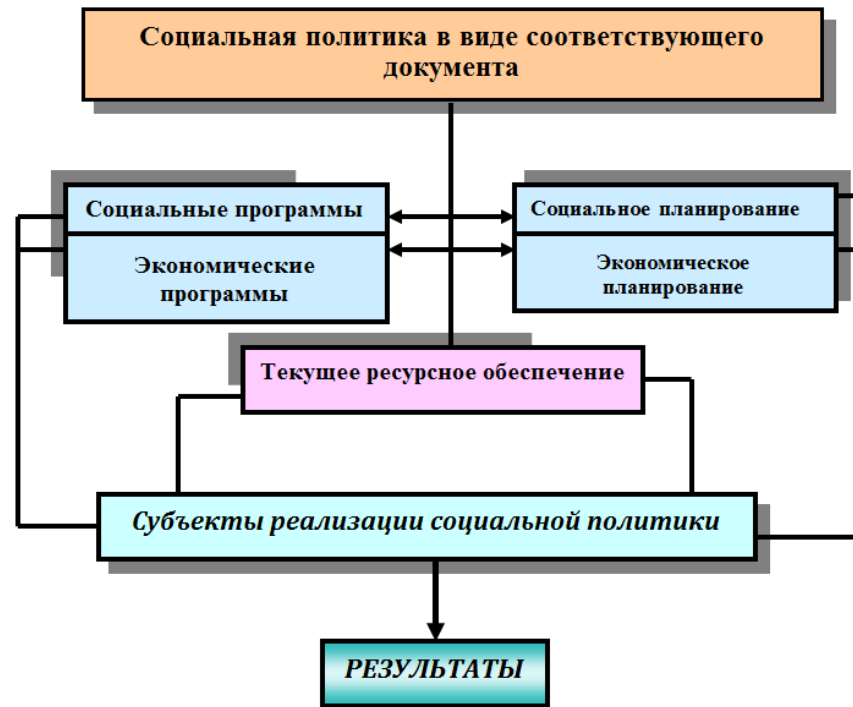 Социальная политика в виде соответствующего
документа
Социальные программы
Экономические
программы
Социальное планирование
Экономическое
планирование
Текущее ресурсное обеспечение
Субъекты реализации социальной политики
РЕЗУЛЬТАТЫ